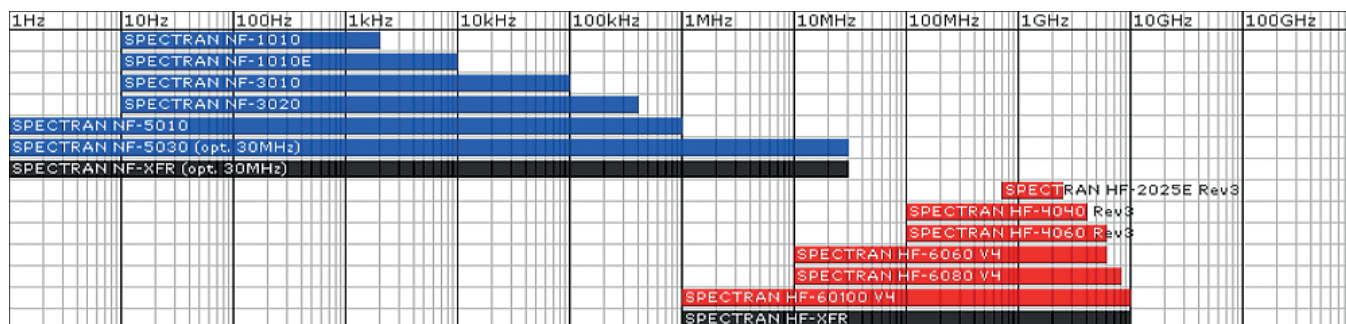 1Hz 10Hz 100Hz 1kHz 10kHz 100kHz 1MHz 10MHz 100MHz 1GHz 10GHz 100GHz
SPECTRAN NF-1010
SPECTRAN NF-1010E
SPECTRAN NF-3010
SPECTRAN NF-3020
SPECTRAN NF-5010
SPECTRAN NF-5030 (opt. 30MHz)
SPECTRAN NF-XFR (opt. 30MHz)
SPECTRAN HF-2025E Rev3
SPECTRAN HF-4040 Rev3
SPECTRAN HF-4060 Rev3
SPECTRAN HF-6060 V4
SPECTRAN HF-6080 V4
SPECTRAN HF-60100 V4
SPECTRAN HF-XFR